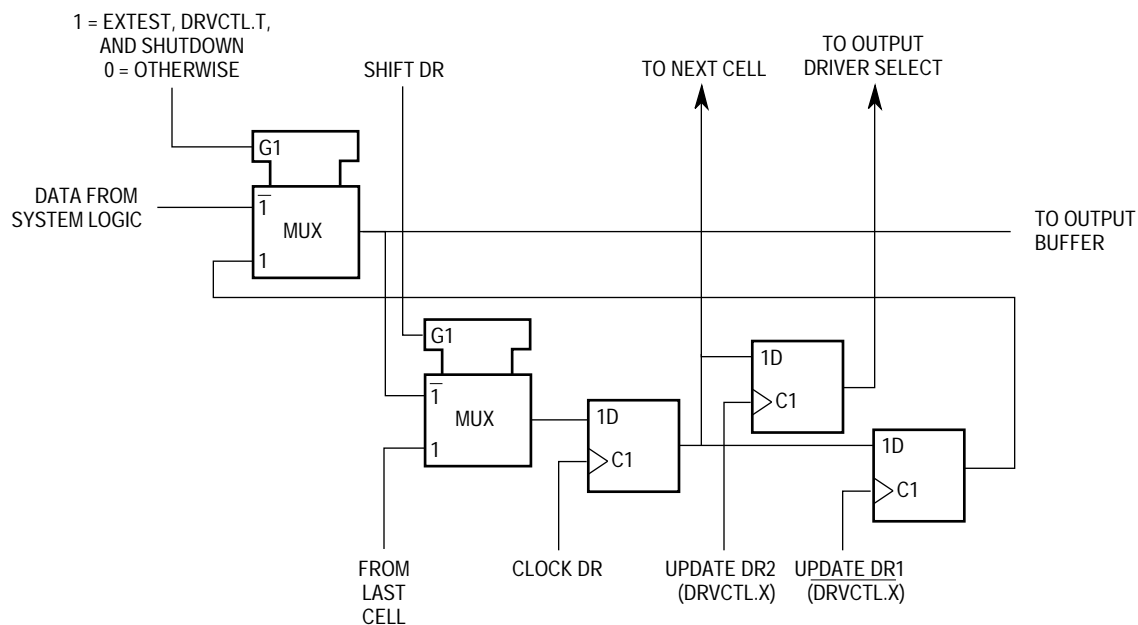 1 = EXTEST, DRVCTL.T,
AND SHUTDOWN
0 = OTHERWISE
SHIFT DR
TO NEXT CELL
TO OUTPUT
DRIVER SELECT
G1
DATA FROM
SYSTEM LOGIC
1̅
MUX
1
TO OUTPUT
BUFFER
G1
1̅
MUX
1
1D
C1
1D
C1
1D
C1
FROM
LAST
CELL
CLOCK DR
UPDATE DR2
(DRVCTL.X)
UPDATE DR1
(D̅R̅V̅C̅T̅L̅.̅X̅)